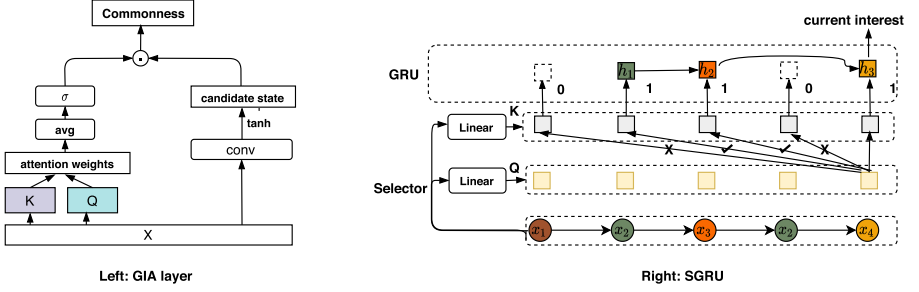 Commonness
σ
avg
attention weights
K
Q
X
candidate state
tanh
conv
Left: GIA layer
current interest
GRU
h1
h2
h3
0
1
1
0
1
K
Linear
X
✓
✓
X
Q
Linear
Selector
x1
x2
x3
x2
x4
Right: SGRU